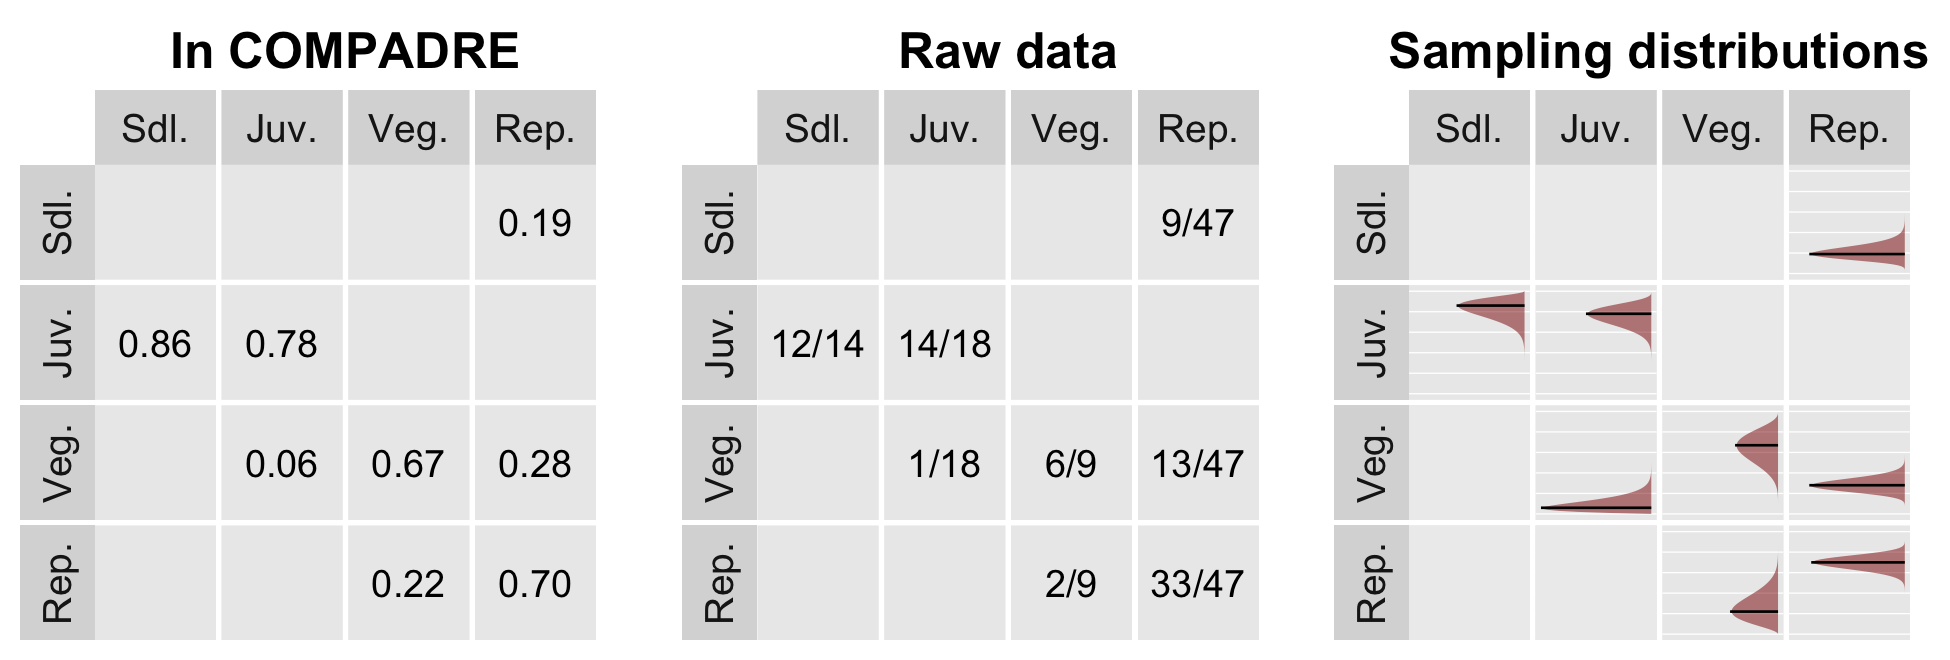 In COMPADRE Raw data Sampling distributions
Sdl. Juv. Veg. Rep. Sdl. Juv. Veg. Rep. Sdl. Juv. Veg. Rep.
Sdl. 0.19 Sdl. 9/47 Sdl.
Juv. 0.86 0.78 Juv. 12/14 14/18 Juv.
Veg. 0.06 0.67 0.28 Veg. 1/18 6/9 13/47 Veg.
Rep. 0.22 0.70 Rep. 2/9 33/47 Rep.